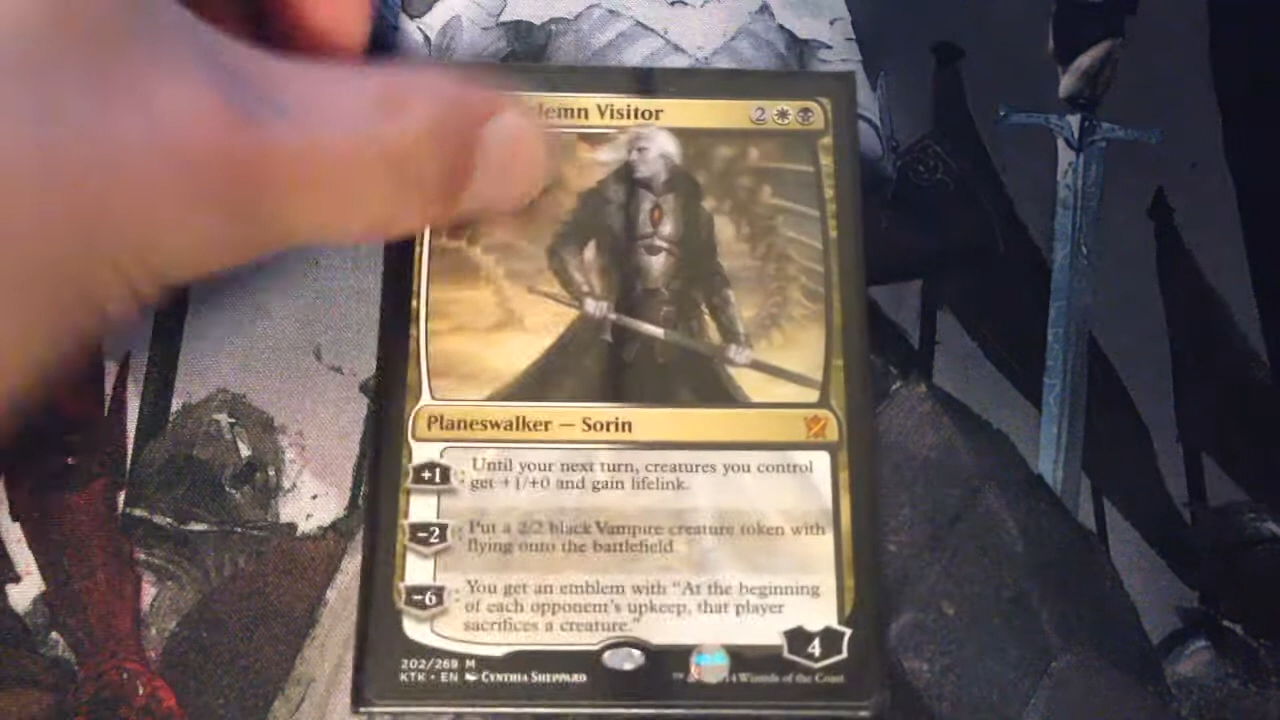 lemn Visitor 2
Planeswalker — Sorin
+1: Until your next turn, creatures you control
get +1/+0 and gain lifelink.
-2: Put a 2/2 black Vampire creature token with
flying onto the battlefield
-6: You get an emblem with “At the beginning
of each opponent's upkeep, that player
sacrifices a creature.”
4
202/269 M
KTK • EN Cynthia Sheppard
14 Wizards of the Coast